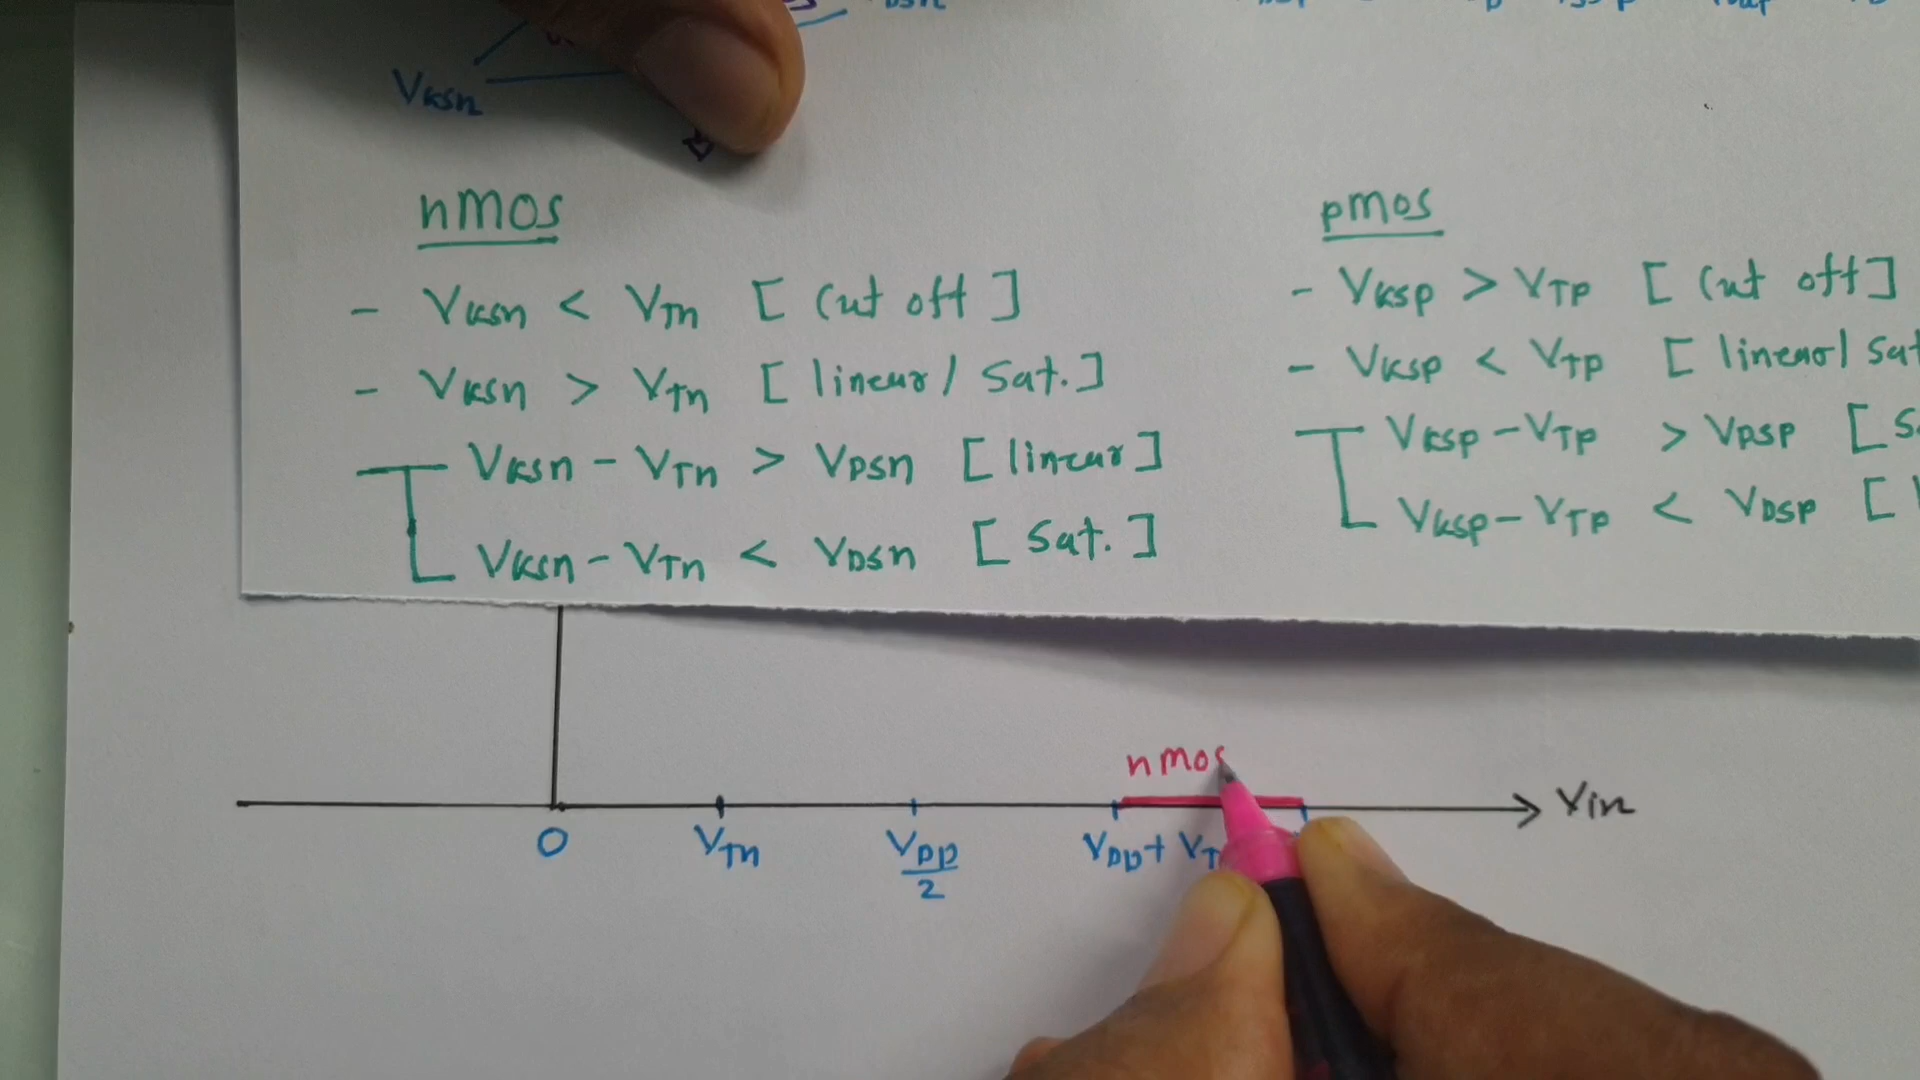 VGSn
nMOS
- VGSn < VTn [ Cut off ]
- VGSn > VTn [ linear / Sat. ]
VGSn - VTn > VDSn [ linear ]
VGSn - VTn < VDSn [ Sat. ]
pMOS
- VGSp > VTp [ Cut off ]
- VGSp < VTp [ linear / Sat
VGSp - VTp > VDSp [ S
VGSp - VTp < VDSp [
nMOS
0 VTn VDD/2 VDD + VT Vin